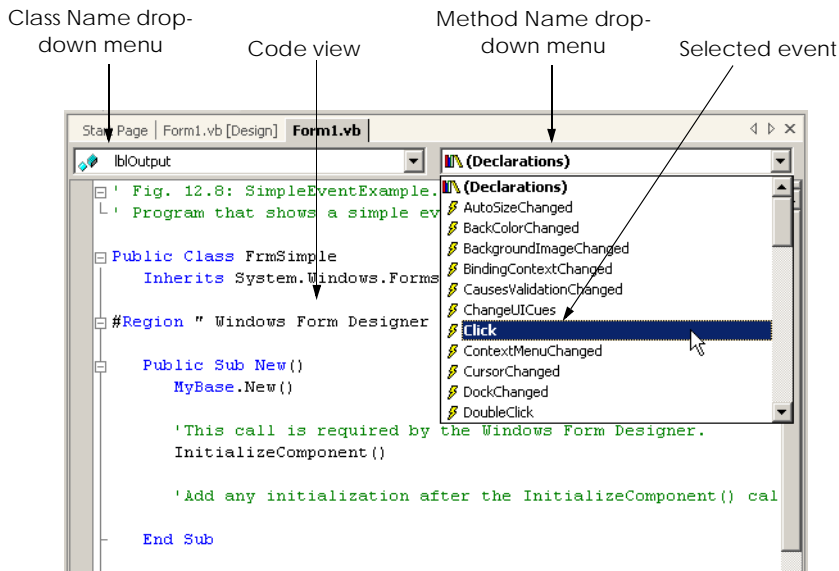 Class Name drop-
down menu
Code view
Method Name drop-
down menu
Selected event
Start Page
Form1.vb [Design]
Form1.vb
lblOutput
(Declarations)
(Declarations)
AutoSizeChanged
BackColorChanged
BackgroundImageChanged
BindingContextChanged
CausesValidationChanged
ChangeUICues
Click
ContextMenuChanged
CursorChanged
DockChanged
DoubleClick
' Fig. 12.8: SimpleEventExample.
' Program that shows a simple ev
Public Class FrmSimple
Inherits System.Windows.Forms
#Region " Windows Form Designer
Public Sub New()
MyBase.New()
'This call is required by the Windows Form Designer.
InitializeComponent()
'Add any initialization after the InitializeComponent() cal
End Sub